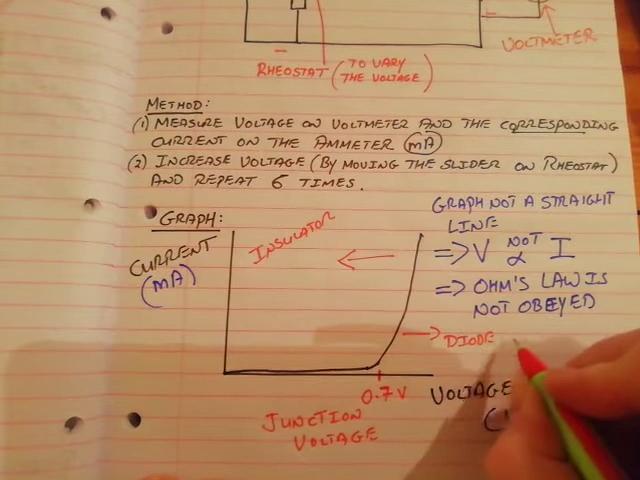 VOLTMETER
RHEOSTAT (TO VARY
THE VOLTAGE)
METHOD:
(1) MEASURE VOLTAGE ON VOLTMETER AND THE CORRESPONDING
CURRENT ON THE AMMETER (mA)
(2) INCREASE VOLTAGE (BY MOVING THE SLIDER ON RHEOSTAT)
AND REPEAT 6 TIMES.
GRAPH:
GRAPH NOT A STRAIGHT
LINE
=> V NOT α I
=> OHM'S LAW IS
NOT OBEYED
CURRENT
(mA)
INSULATOR
DIODE
0.7V
VOLTAGE
JUNCTION
VOLTAGE